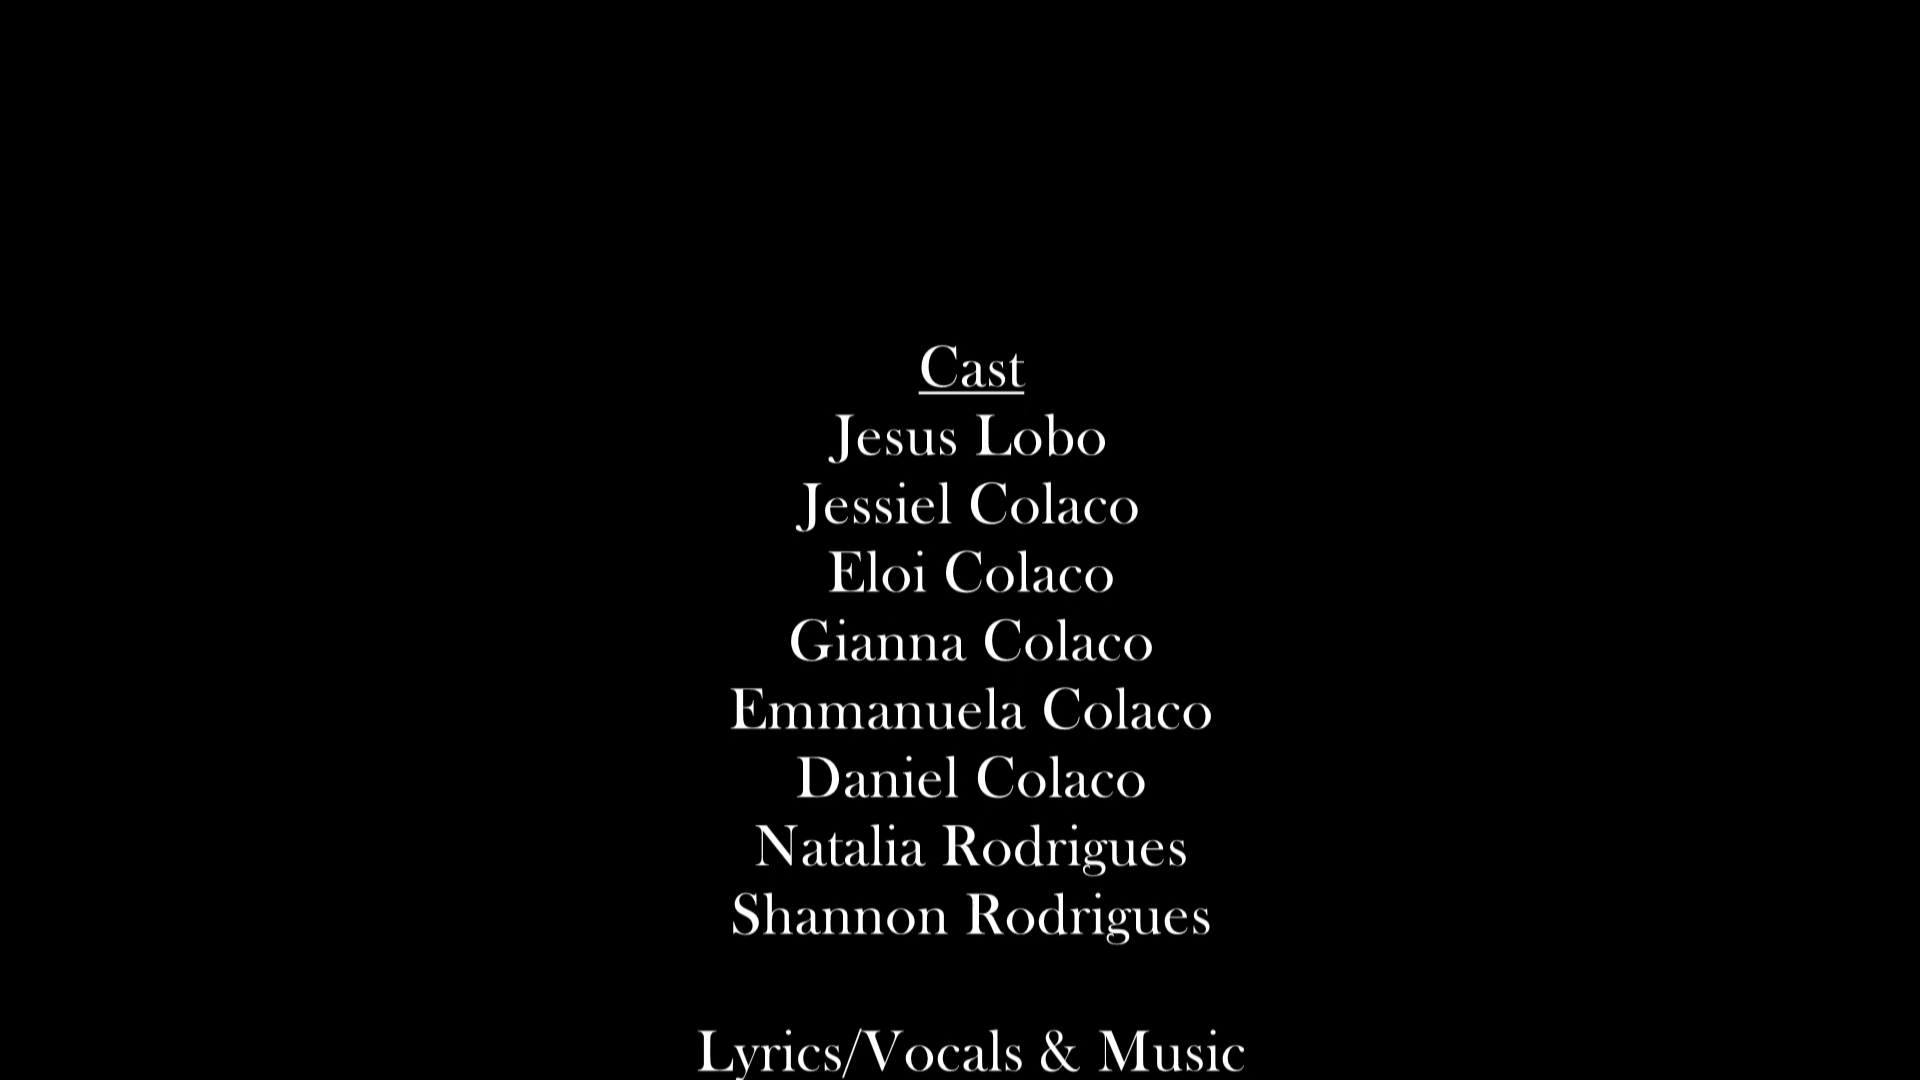 Cast
Jesus Lobo
Jessiel Colaco
Eloi Colaco
Gianna Colaco
Emmanuela Colaco
Daniel Colaco
Natalia Rodrigues
Shannon Rodrigues
Lyrics/Vocals & Music